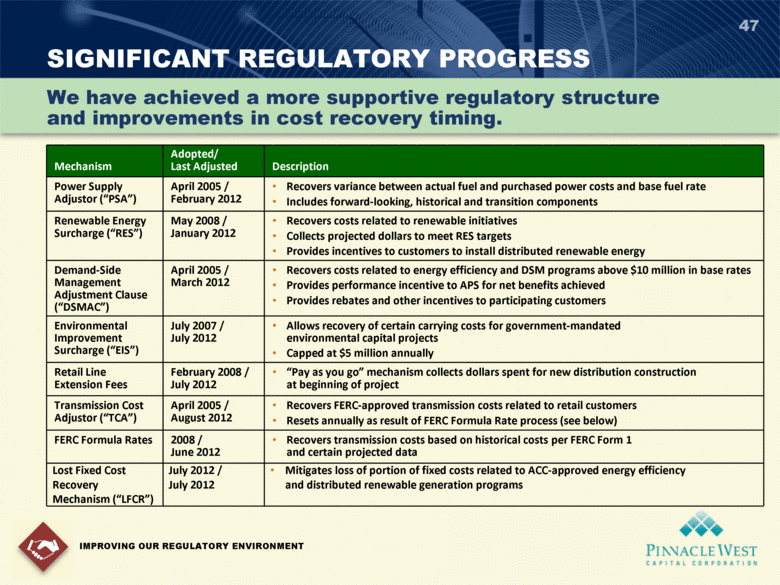 47
SIGNIFICANT REGULATORY PROGRESS
We have achieved a more supportive regulatory structure
and improvements in cost recovery timing.
Mechanism
Adopted/
Last Adjusted
Description
Power Supply
Adjustor (“PSA”)
April 2005 /
February 2012
• Recovers variance between actual fuel and purchased power costs and base fuel rate
• Includes forward-looking, historical and transition components
Renewable Energy
Surcharge (“RES”)
May 2008 /
January 2012
• Recovers costs related to renewable initiatives
• Collects projected dollars to meet RES targets
• Provides incentives to customers to install distributed renewable energy
Demand-Side
Management
Adjustment Clause
(“DSMAC”)
April 2005 /
March 2012
• Recovers costs related to energy efficiency and DSM programs above $10 million in base rates
• Provides performance incentive to APS for net benefits achieved
• Provides rebates and other incentives to participating customers
Environmental
Improvement
Surcharge (“EIS”)
July 2007 /
July 2012
• Allows recovery of certain carrying costs for government-mandated
environmental capital projects
• Capped at $5 million annually
Retail Line
Extension Fees
February 2008 /
July 2012
• “Pay as you go” mechanism collects dollars spent for new distribution construction
at beginning of project
Transmission Cost
Adjustor (“TCA”)
April 2005 /
August 2012
• Recovers FERC-approved transmission costs related to retail customers
• Resets annually as result of FERC Formula Rate process (see below)
FERC Formula Rates
2008 /
June 2012
• Recovers transmission costs based on historical costs per FERC Form 1
and certain projected data
Lost Fixed Cost
Recovery
Mechanism (“LFCR”)
July 2012 /
July 2012
• Mitigates loss of portion of fixed costs related to ACC-approved energy efficiency
and distributed renewable generation programs
IMPROVING OUR REGULATORY ENVIRONMENT
PINNACLE WEST
CAPITAL CORPORATION